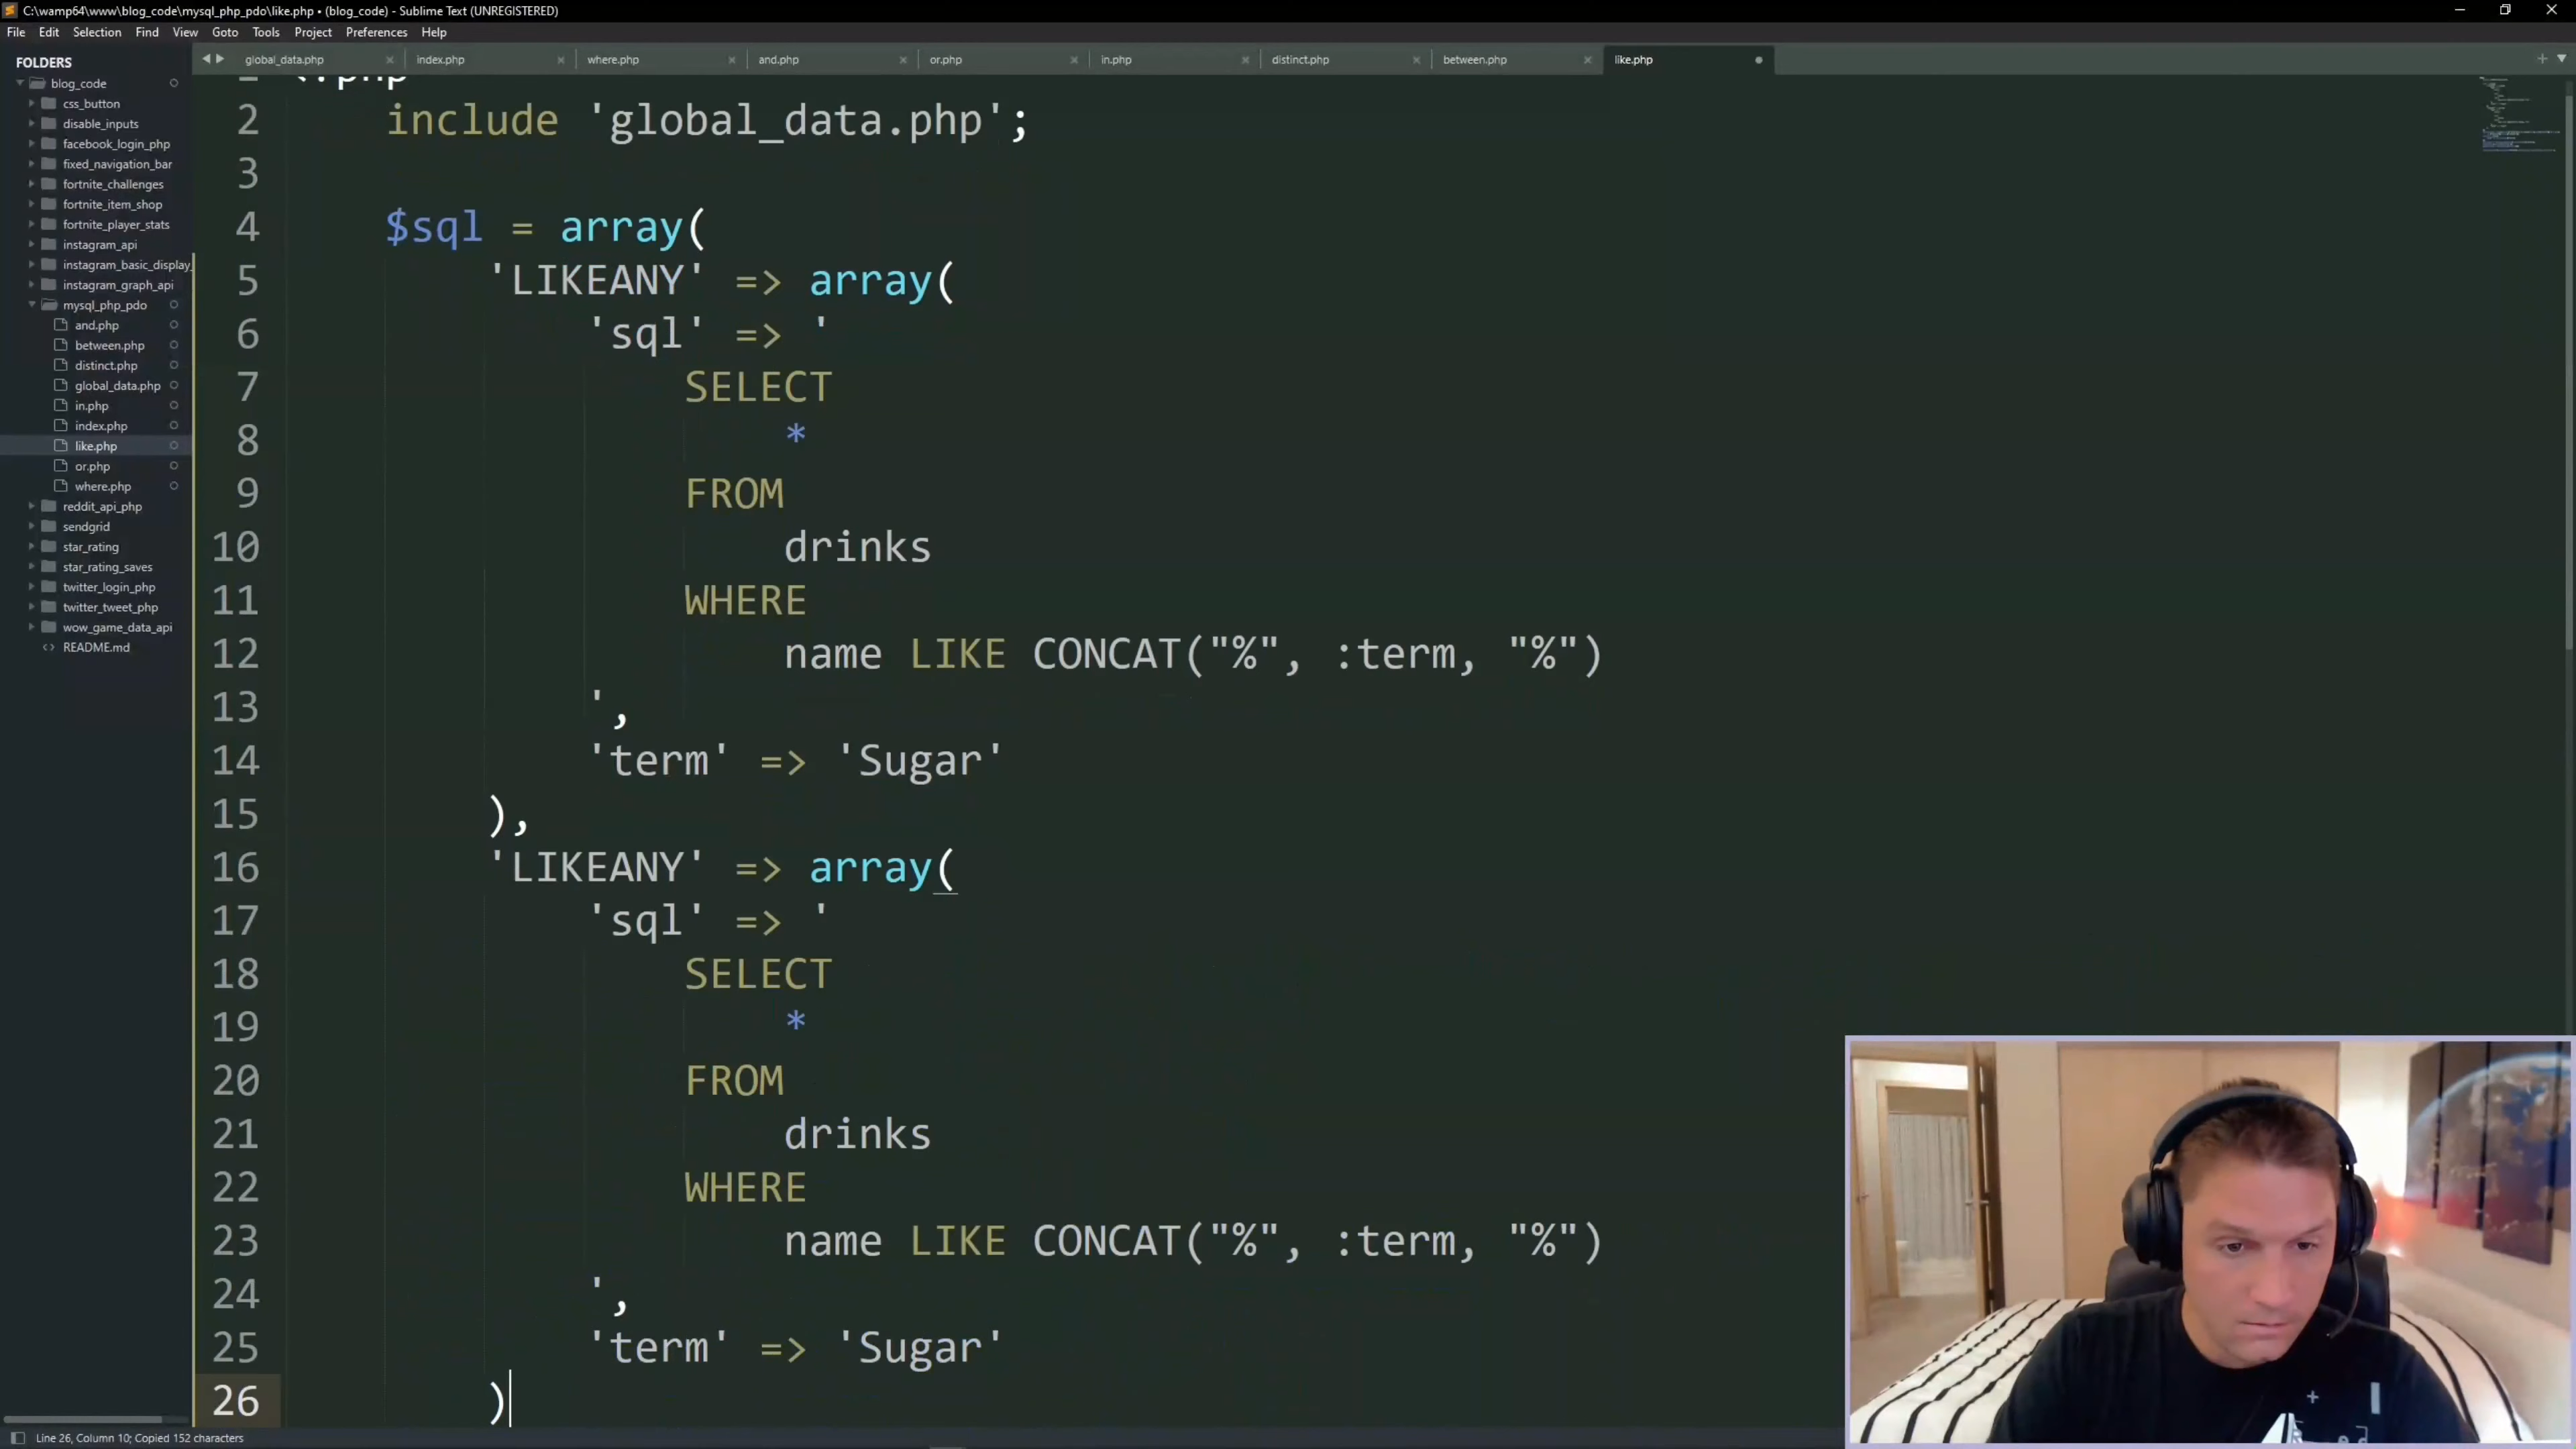 C:\wamp64\www\blog_code\mysql_php_pdo\like.php • (blog_code) - Sublime Text (UNREGISTERED)
File Edit Selection Find View Goto Tools Project Preferences Help
FOLDERS
blog_code
css_button
disable_inputs
facebook_login_php
fixed_navigation_bar
fortnite_challenges
fortnite_item_shop
fortnite_player_stats
instagram_api
instagram_basic_display_
instagram_graph_api
mysql_php_pdo
and.php
between.php
distinct.php
global_data.php
in.php
index.php
like.php
or.php
where.php
reddit_api_php
sendgrid
star_rating
star_rating_saves
twitter_login_php
twitter_tweet_php
wow_game_data_api
<> README.md
global_data.php index.php where.php and.php or.php in.php distinct.php between.php like.php
1 <?php
2 include 'global_data.php';
3
4 $sql = array(
5 'LIKEANY' => array(
6 'sql' => '
7 SELECT
8 *
9 FROM
10 drinks
11 WHERE
12 name LIKE CONCAT("%", :term, "%")
13 ',
14 'term' => 'Sugar'
15 ),
16 'LIKEANY' => array(
17 'sql' => '
18 SELECT
19 *
20 FROM
21 drinks
22 WHERE
23 name LIKE CONCAT("%", :term, "%")
24 ',
25 'term' => 'Sugar'
26 )
Line 26, Column 10; Copied 152 characters